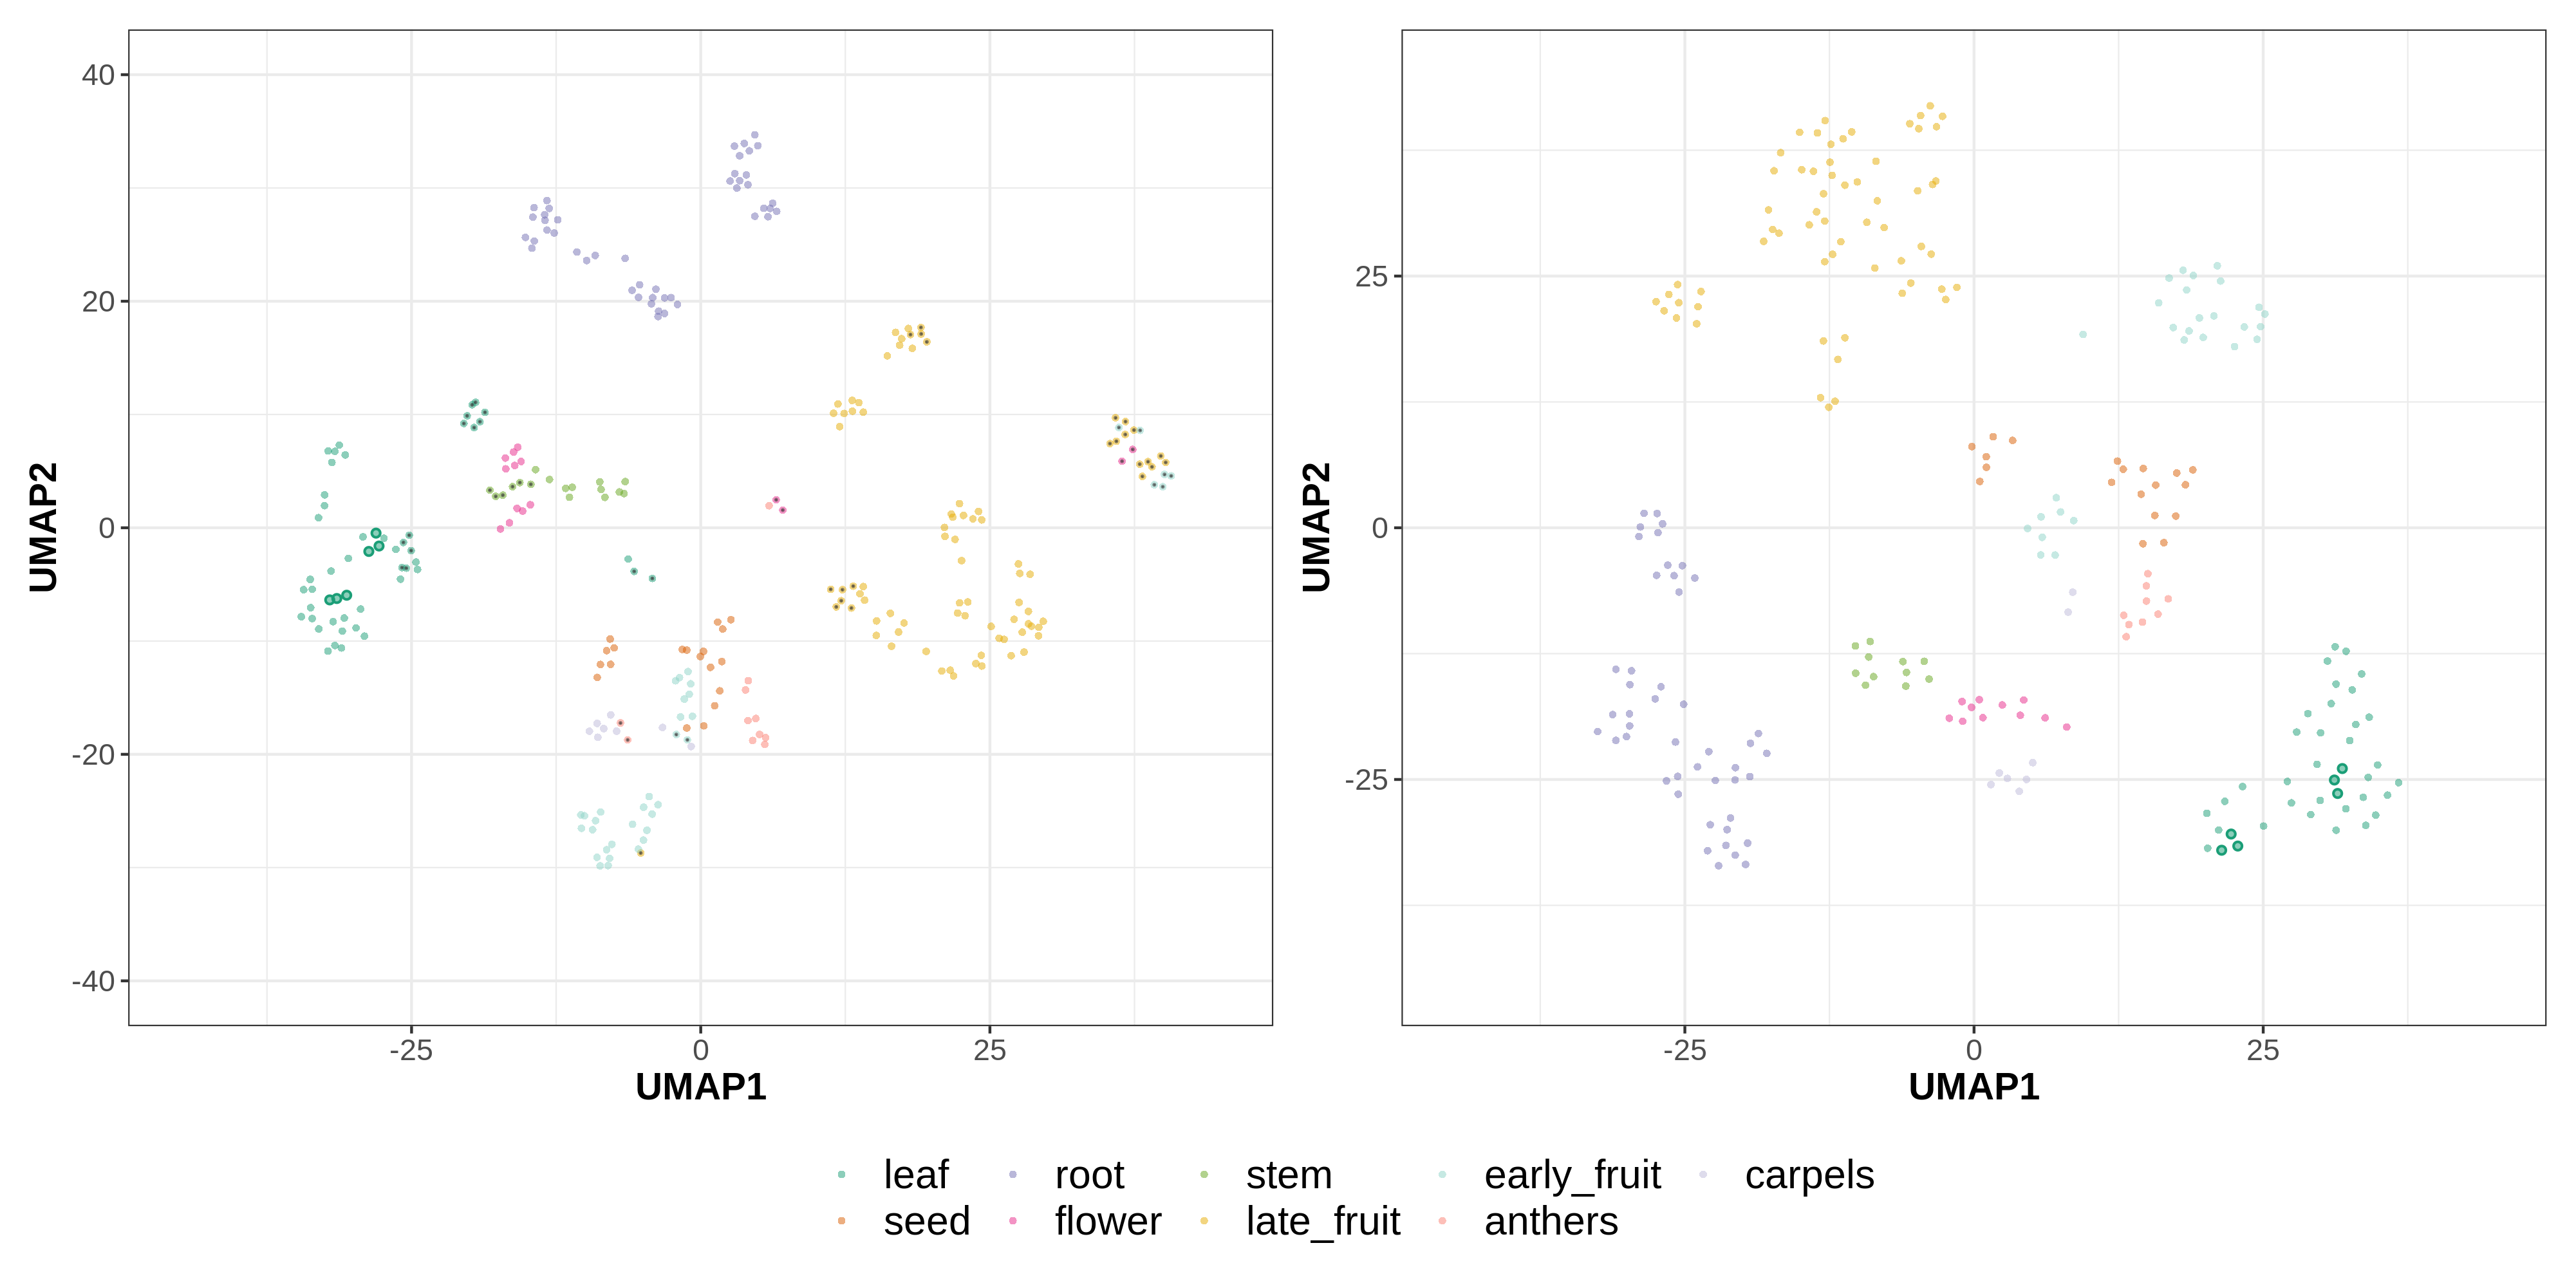 40
20
0
-20
-40
UMAP2
-25 0 25
UMAP1
25
0
-25
UMAP2
-25 0 25
UMAP1
leaf root stem early_fruit carpels
seed flower late_fruit anthers